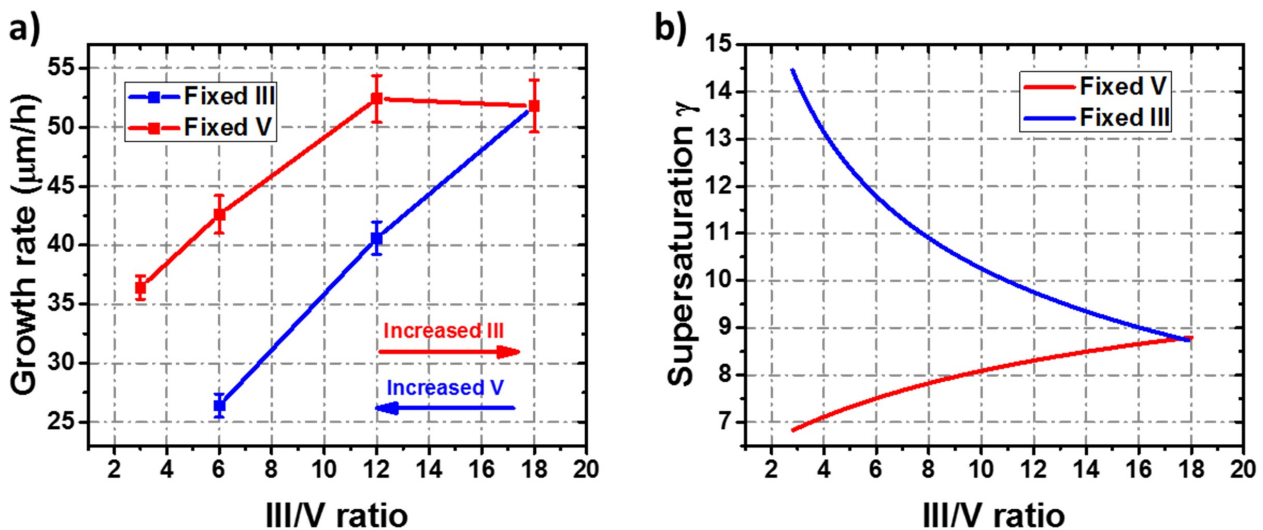 a)
Growth rate (μm/h)
55
50
45
40
35
30
25
Fixed III
Fixed V
Increased III
Increased V
2 4 6 8 10 12 14 16 18 20
III/V ratio
b)
Supersaturation γ
15
14
13
12
11
10
9
8
7
Fixed V
Fixed III
2 4 6 8 10 12 14 16 18 20
III/V ratio